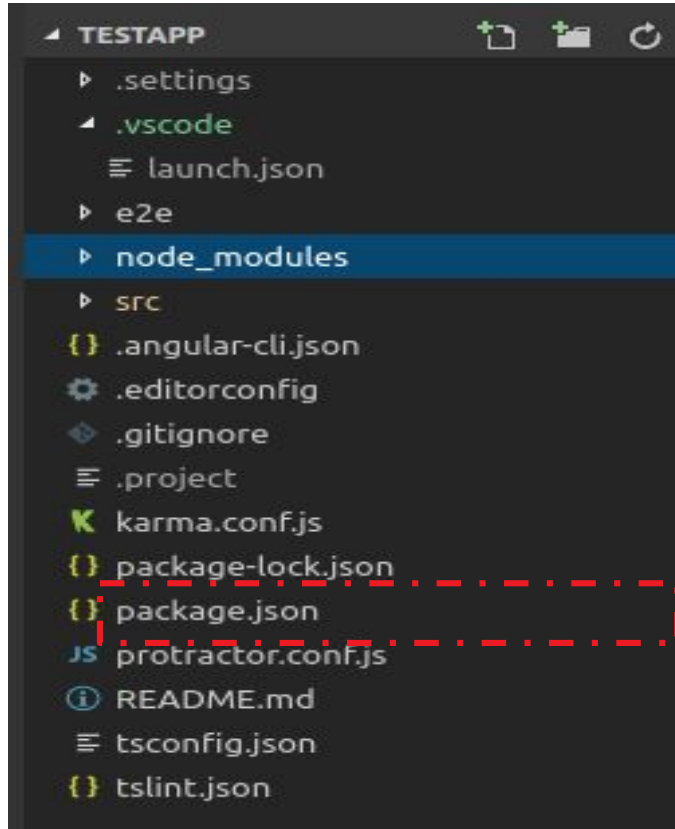 TESTAPP
.settings
.vscode
launch.json
e2e
node_modules
src
{} .angular-cli.json
.editorconfig
.gitignore
.project
karma.conf.js
{} package-lock.json
{} package.json
JS protractor.conf.js
README.md
tsconfig.json
{} tslint.json